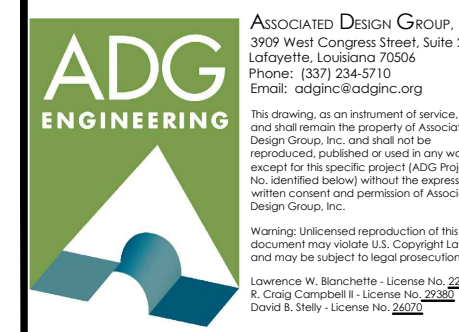 ADG
ENGINEERING
ASSOCIATED DESIGN GROUP,
3909 West Congress Street, Suite
Lafayette, Louisiana 70506
Phone: (337) 234-5710
Email: adginc@adginc.org
This drawing, as an instrument of service,
and shall remain the property of
Design Group, Inc. and shall not be
reproduced, published or used in any
except for this specific project (ADG
No. identified below) without the express
written consent and permission of
Design Group, Inc.
Warning: Unlicensed reproduction of this
document may violate U.S. Copyright
and may be subject to legal prosecution
Lawrence W. Blanchette - License No.
R. Craig Campbell II - License No. 29380
David B. Stelly - License No. 26070